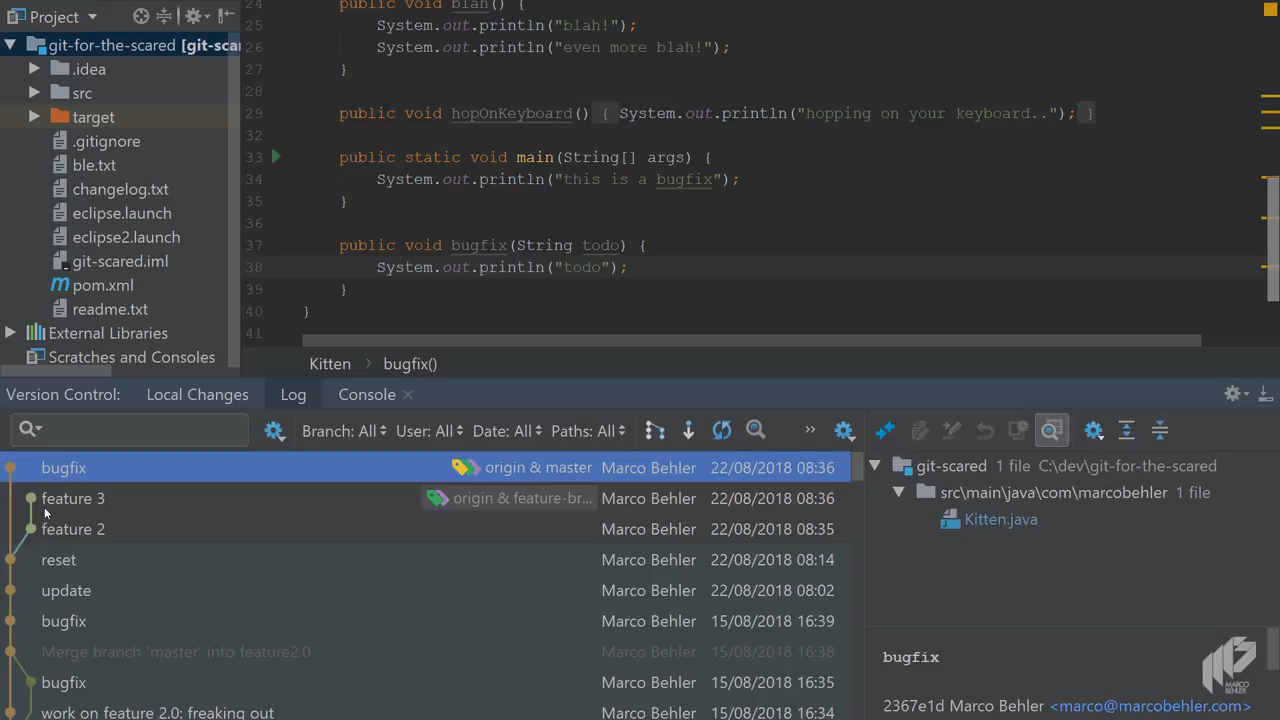 Project
git-for-the-scared [git-sca
.idea
src
target
.gitignore
ble.txt
changelog.txt
eclipse.launch
eclipse2.launch
git-scared.iml
pom.xml
readme.txt
External Libraries
Scratches and Consoles
24 public void blah() {
25 System.out.println("blah!");
26 System.out.println("even more blah!");
27 }
28
29 public void hopOnKeyboard() { System.out.println("hopping on your keyboard.."); }
32
33 public static void main(String[] args) {
34 System.out.println("this is a bugfix");
35 }
36
37 public void bugfix(String todo) {
38 System.out.println("todo");
39 }
40 }
41
Kitten > bugfix()
Version Control: Local Changes Log Console
Branch: All User: All Date: All Paths: All
bugfix origin & master Marco Behler 22/08/2018 08:36
feature 3 origin & feature-br... Marco Behler 22/08/2018 08:36
feature 2 Marco Behler 22/08/2018 08:35
reset Marco Behler 22/08/2018 08:14
update Marco Behler 22/08/2018 08:02
bugfix Marco Behler 15/08/2018 16:39
Merge branch 'master' into feature2.0 Marco Behler 15/08/2018 16:38
bugfix Marco Behler 15/08/2018 16:35
work on feature 2.0: freaking out Marco Behler 15/08/2018 16:34
git-scared 1 file C:\dev\git-for-the-scared
src\main\java\com\marcobehler 1 file
Kitten.java
bugfix
2367e1d Marco Behler <marco@marcobehler.com>
MARCO
BEHLER